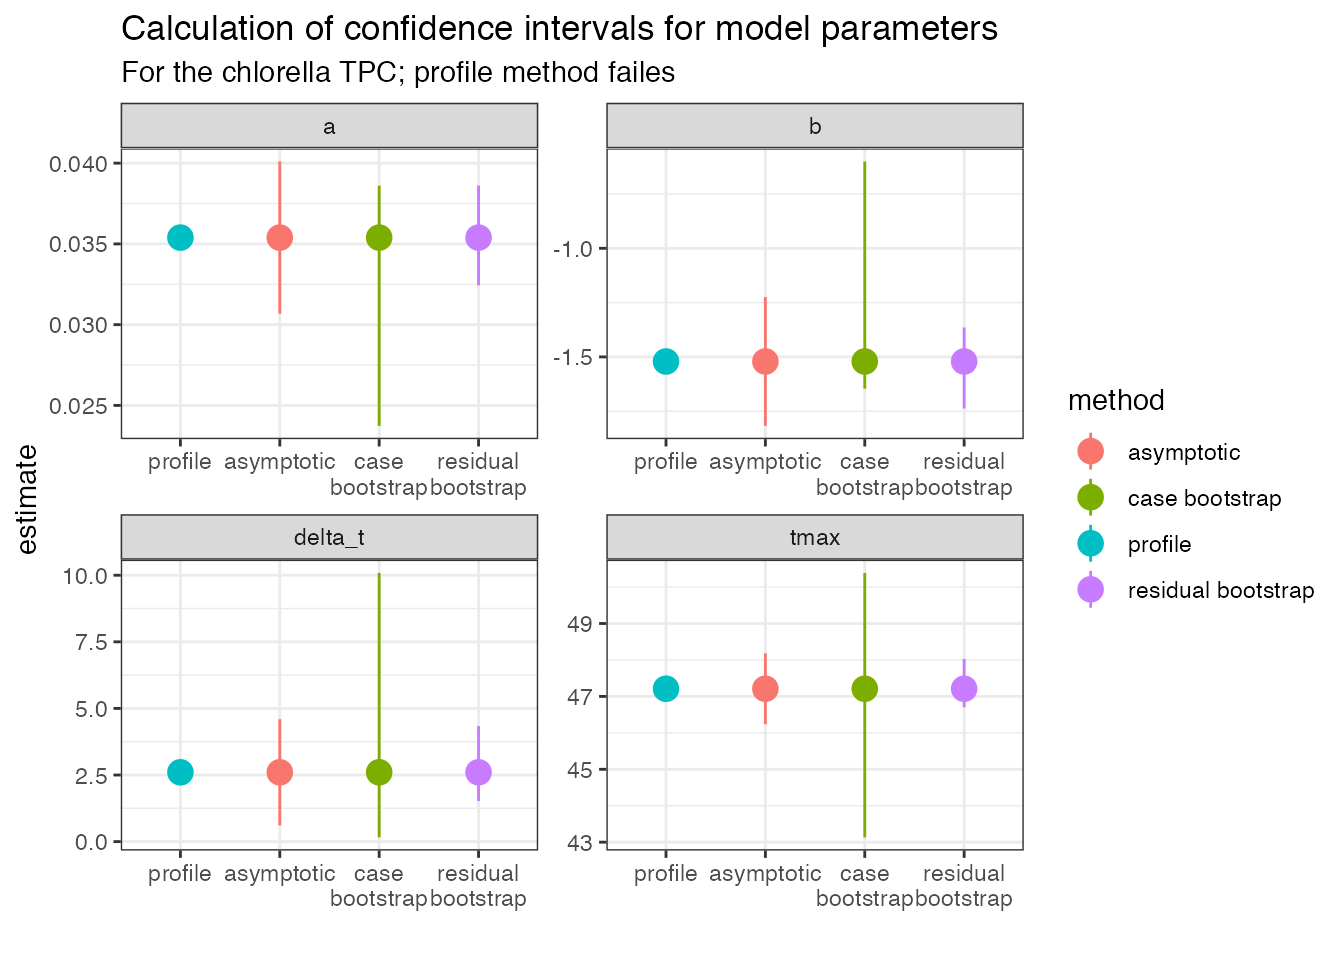 Calculation of confidence intervals for model parameters
For the chlorella TPC; profile method failes
estimate
a
0.040
0.035
0.030
0.025
profile asymptotic case bootstrap residual bootstrap
b
-1.0
-1.5
profile asymptotic case bootstrap residual bootstrap
delta_t
10.0
7.5
5.0
2.5
0.0
profile asymptotic case bootstrap residual bootstrap
tmax
49
47
45
43
profile asymptotic case bootstrap residual bootstrap
method
asymptotic
case bootstrap
profile
residual bootstrap